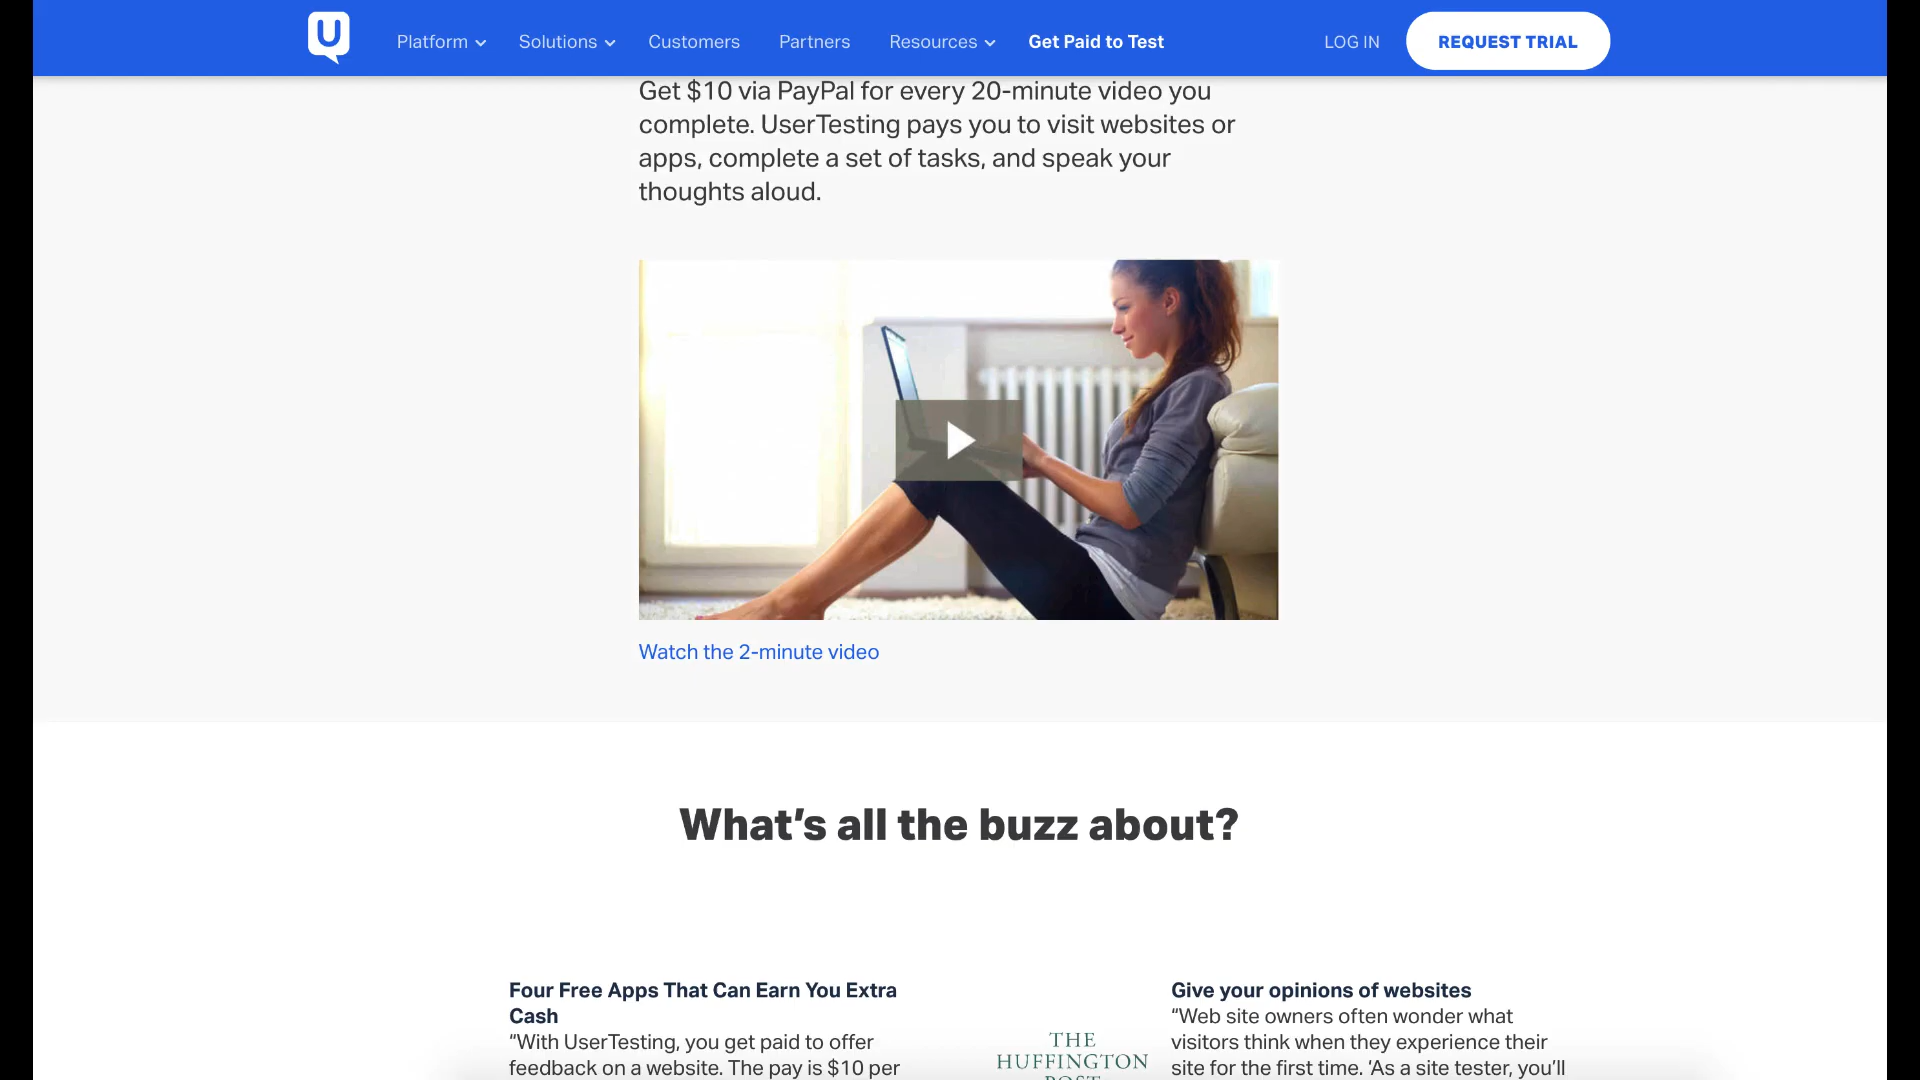 U
Platform
Solutions
Customers
Partners
Resources
Get Paid to Test
LOG IN
REQUEST TRIAL
Get $10 via PayPal for every 20-minute video you
complete. UserTesting pays you to visit websites or
apps, complete a set of tasks, and speak your
thoughts aloud.
Watch the 2-minute video
What’s all the buzz about?
Four Free Apps That Can Earn You Extra
Cash
“With UserTesting, you get paid to offer
feedback on a website. The pay is $10 per
THE
HUFFINGTON
POST
Give your opinions of websites
“Web site owners often wonder what
visitors think when they experience their
site for the first time. ‘As a site tester, you’ll